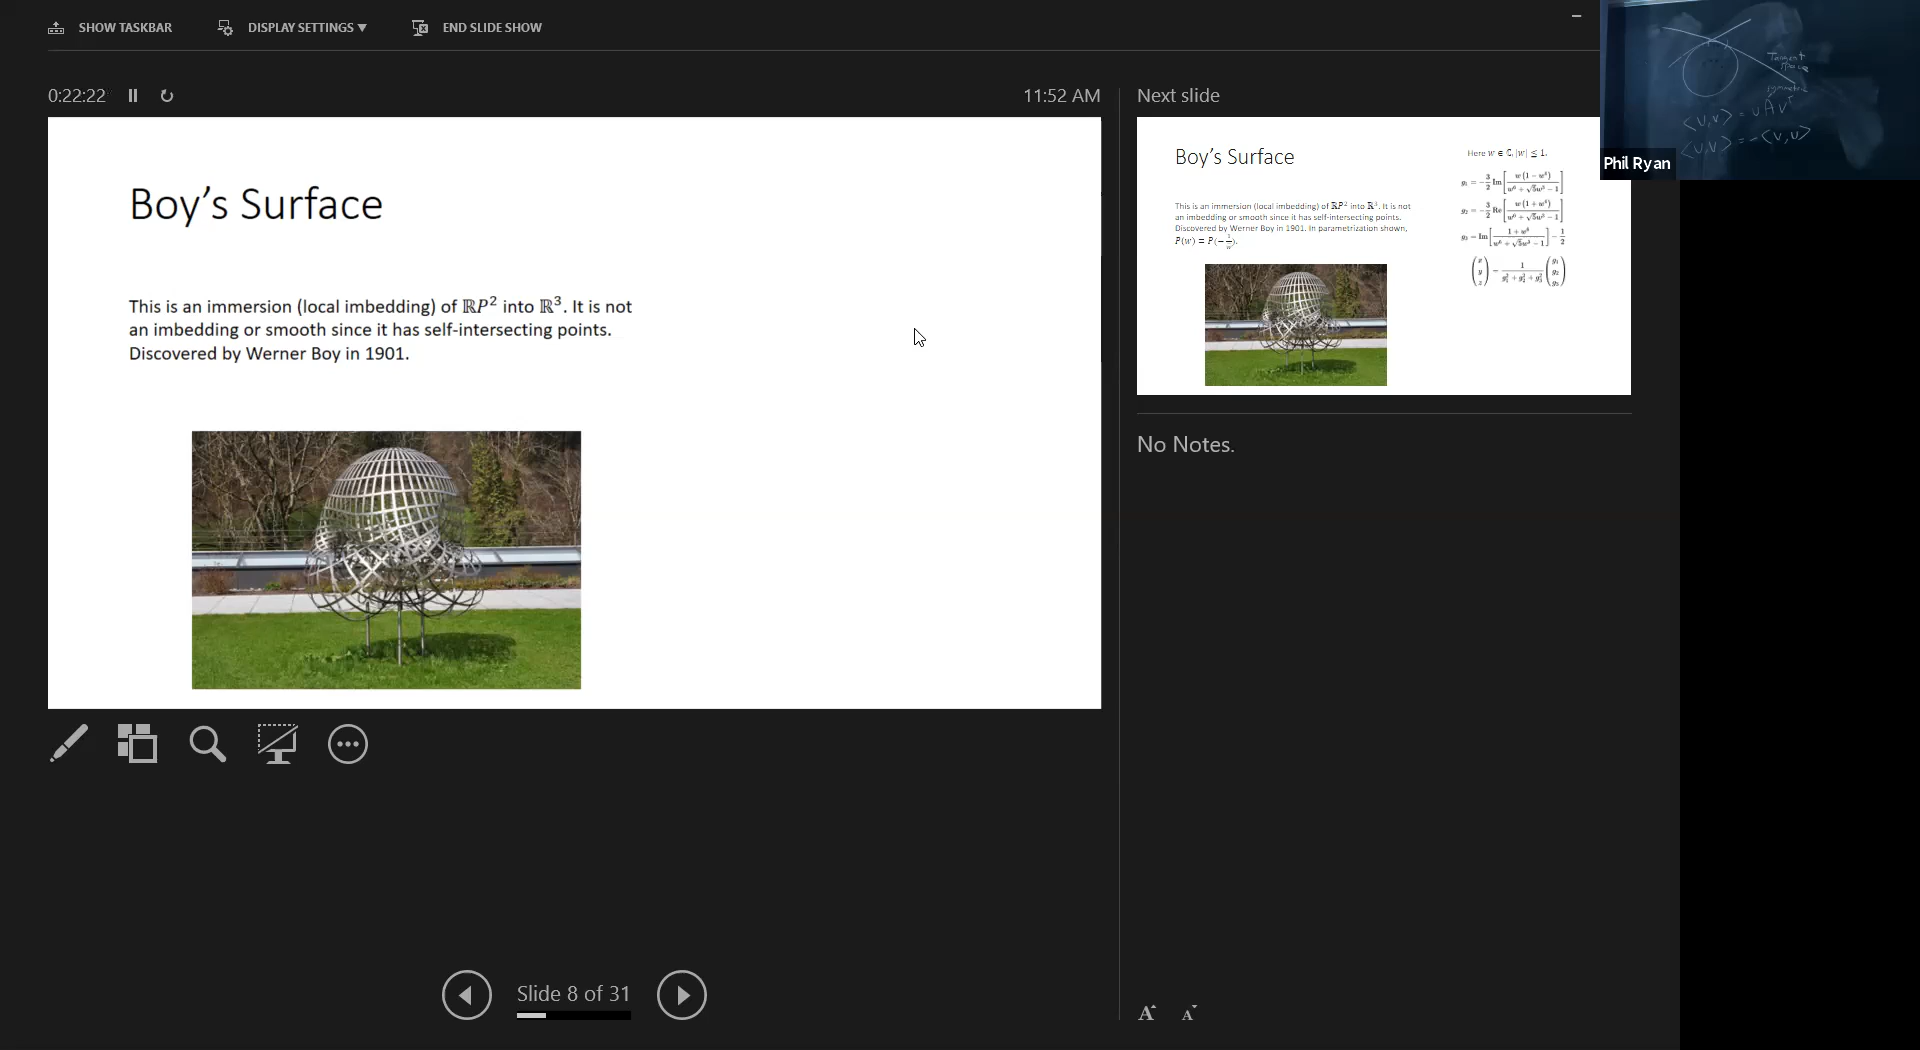 SHOW TASKBAR
DISPLAY SETTINGS ▼
END SLIDE SHOW
0:22:22
11:52 AM
Boy's Surface
This is an immersion (local imbedding) of ℝP² into ℝ³. It is not
an imbedding or smooth since it has self-intersecting points.
Discovered by Werner Boy in 1901.
Slide 8 of 31
Next slide
Boy's Surface
This is an immersion (local imbedding) of ℝP² into ℝ³. It is not
an imbedding or smooth since it has self-intersecting points.
Discovered by Werner Boy in 1901. In parametrization shown,
Here w ∈ ℂ, |w| ≤ 1.
No Notes.
A A
Tangent
Space
symmetric
<u,v> = uAvᵀ
<u,v> = -<v,u>
Phil Ryan